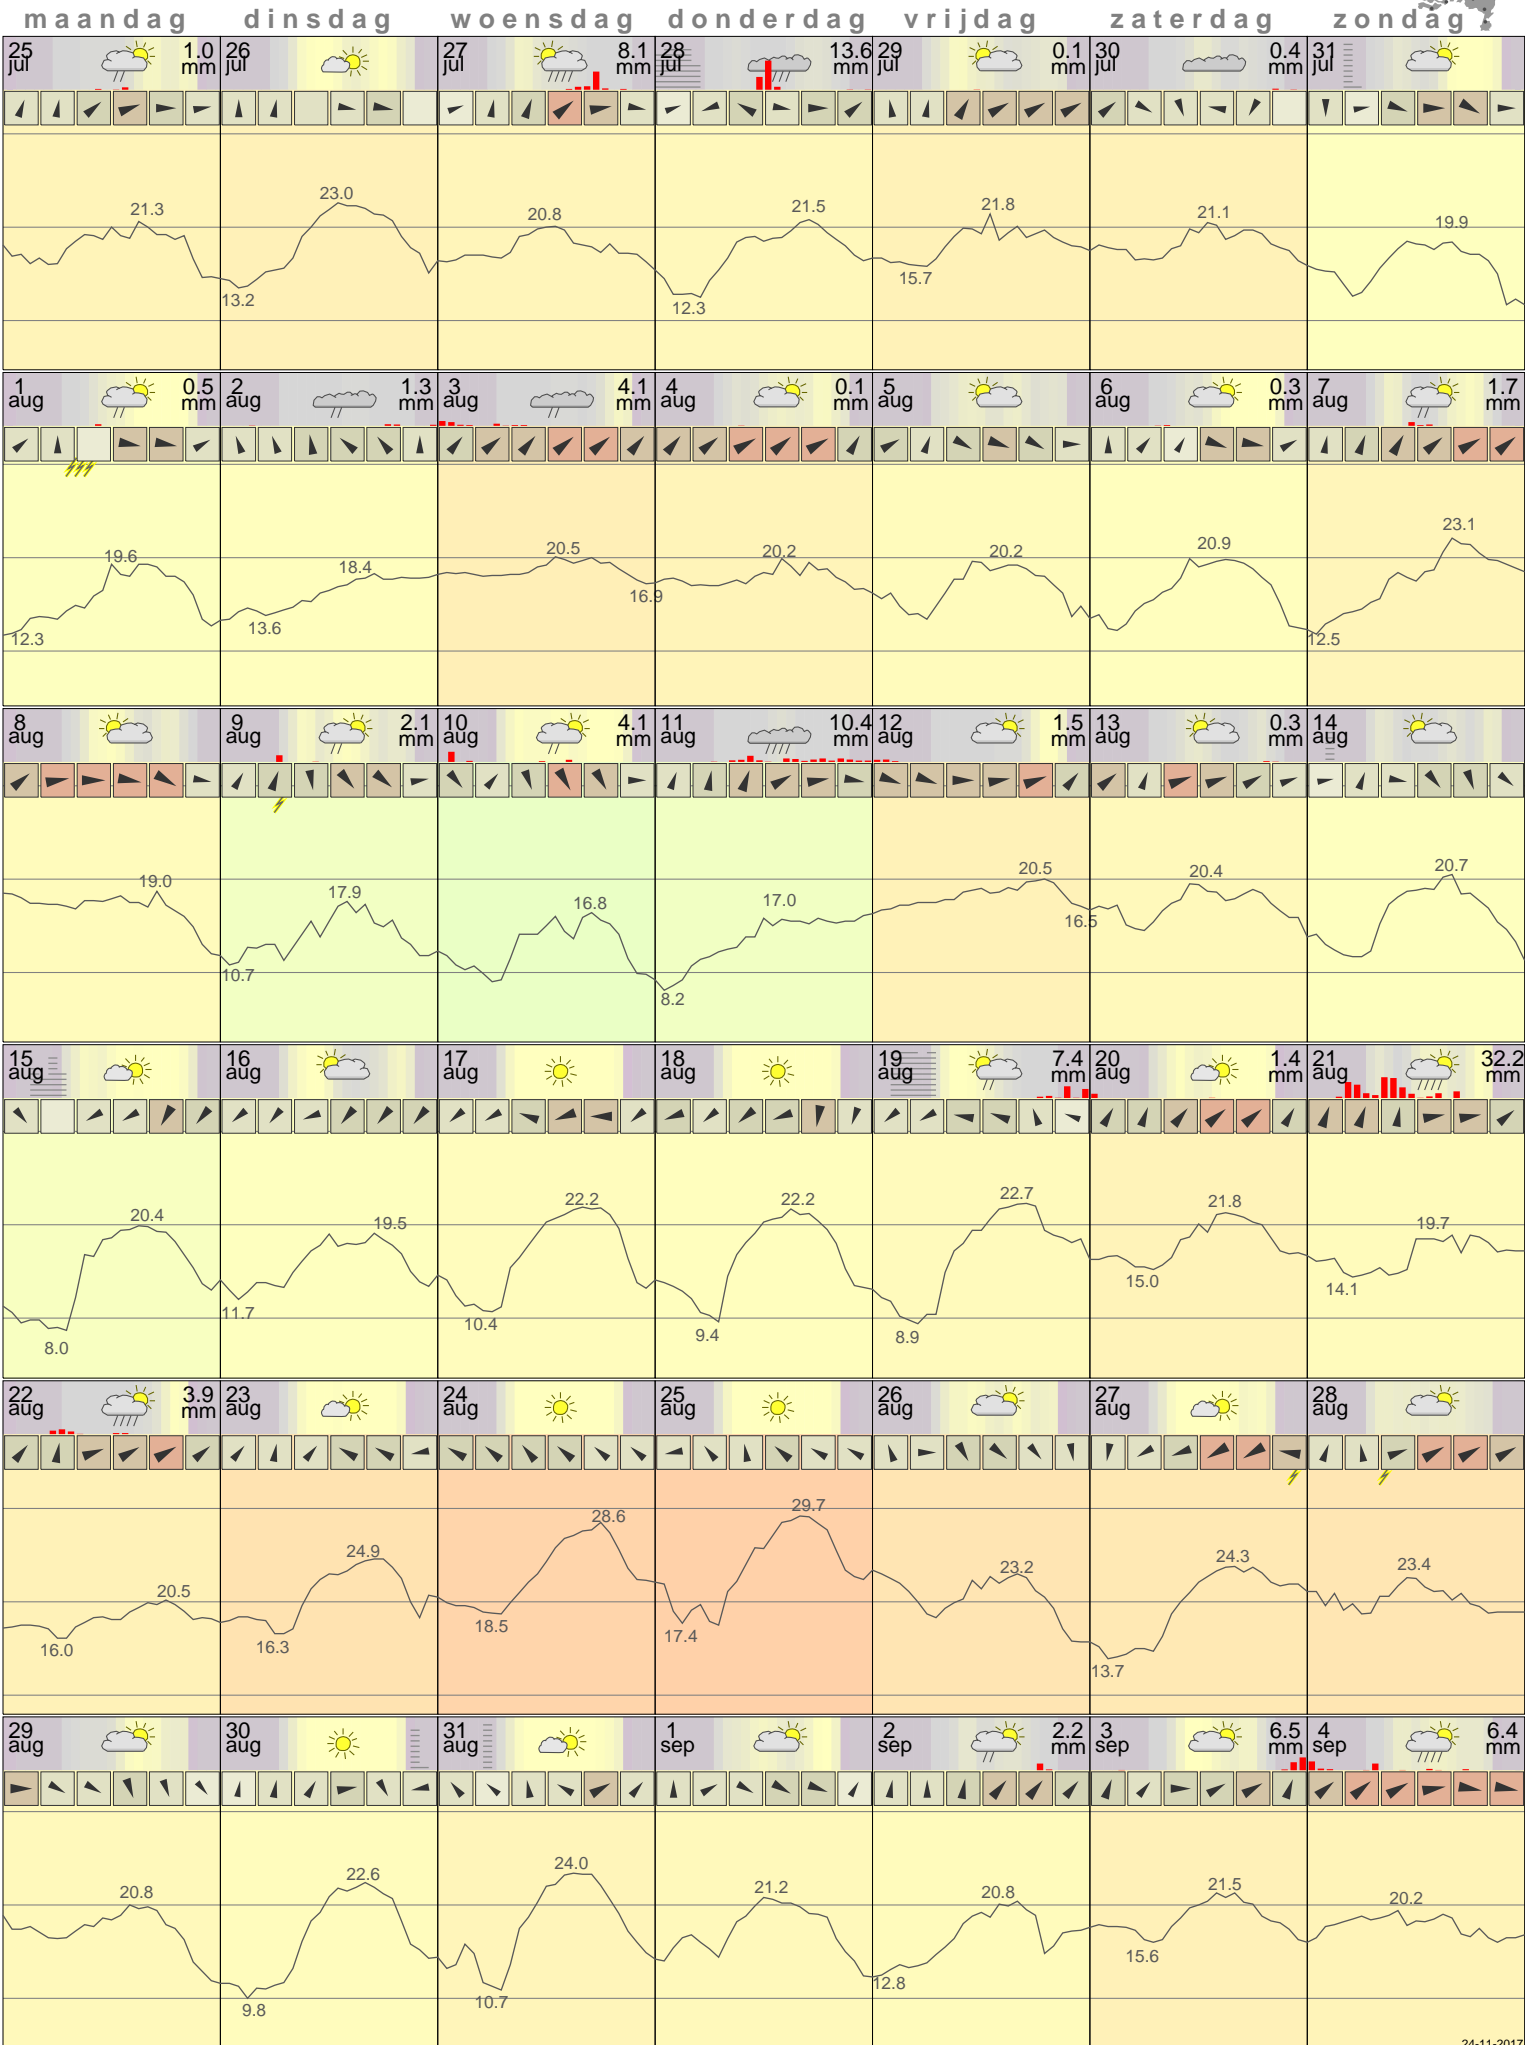 maandag dinsdag woensdag donderdag vrijdag zaterdag zondag
25 1.0 26 27 8.1 28 13.6 29 0.1 30 0.4 31
jul mm jul jul mm jul mm jul mm jul mm jul
21.3 23.0 20.8 21.5 21.8 21.1 19.9
13.2 12.3 15.7
1 0.5 2 1.3 3 4.1 4 0.1 5 6 0.3 7 1.7
aug mm aug mm aug mm aug mm aug aug mm aug mm
19.6 18.4 20.5 20.2 20.2 20.9 23.1
12.3 13.6 16.9 12.5
8 9 2.1 10 4.1 11 10.4 12 1.5 13 0.3 14
aug aug mm aug mm aug mm aug mm aug mm aug
19.0 17.9 16.8 17.0 20.5 20.4 20.7
10.7 8.2 16.5
15 16 17 18 19 7.4 20 1.4 21 32.2
aug aug aug aug aug mm aug mm aug mm
20.4 19.5 22.2 22.2 22.7 21.8 19.7
8.0 11.7 10.4 9.4 8.9 15.0 14.1
22 3.9 23 24 25 26 27 28
aug mm aug aug aug aug aug aug
20.5 24.9 28.6 29.7 23.2 24.3 23.4
16.0 16.3 18.5 17.4 13.7
29 30 31 1 2 2.2 3 6.5 4 6.4
aug aug aug sep sep mm sep mm sep mm
20.8 22.6 24.0 21.2 20.8 21.5 20.2
9.8 10.7 12.8 15.6
24-11-2017